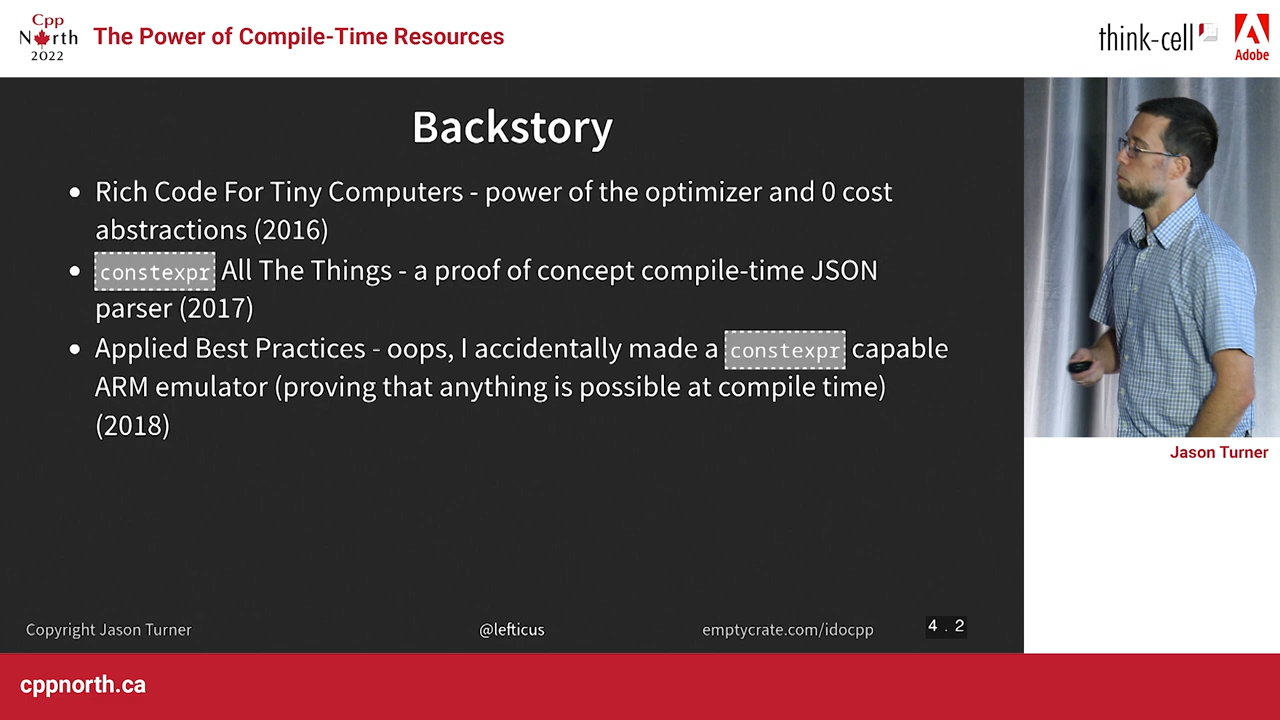 Cpp
North
2022
The Power of Compile-Time Resources
think-cell
Adobe
Backstory
Rich Code For Tiny Computers - power of the optimizer and 0 cost
abstractions (2016)
constexpr All The Things - a proof of concept compile-time JSON
parser (2017)
Applied Best Practices - oops, I accidentally made a constexpr capable
ARM emulator (proving that anything is possible at compile time)
(2018)
Jason Turner
Copyright Jason Turner
@lefticus
emptycrate.com/idocpp
4 . 2
cppnorth.ca